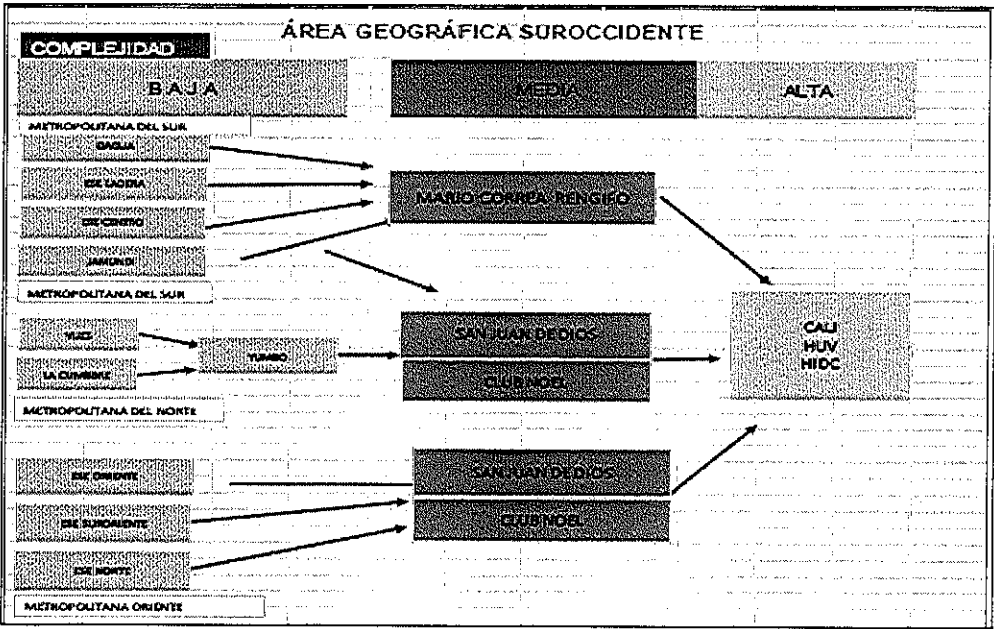 ÁREA GEOGRÁFICA SUROCCIDENTE
COMPLEJIDAD
BAJA
MEDIA
ALTA
METROPOLITANA DEL SUR
DAGUA
ESE LADERA
ESE CENTRO
JAMUNDI
METROPOLITANA DEL SUR
MARIO CORREA RENGIFO
LA CUMBRE
YUMBO
SAN JUAN DE DIOS
CLUB NOEL
METROPOLITANA DEL NORTE
CALI
HUV
HIDC
ESE ORIENTE
ESE SURORIENTE
ESE NORTE
SAN JUAN DE DIOS
CLUB NOEL
METROPOLITANA ORIENTE